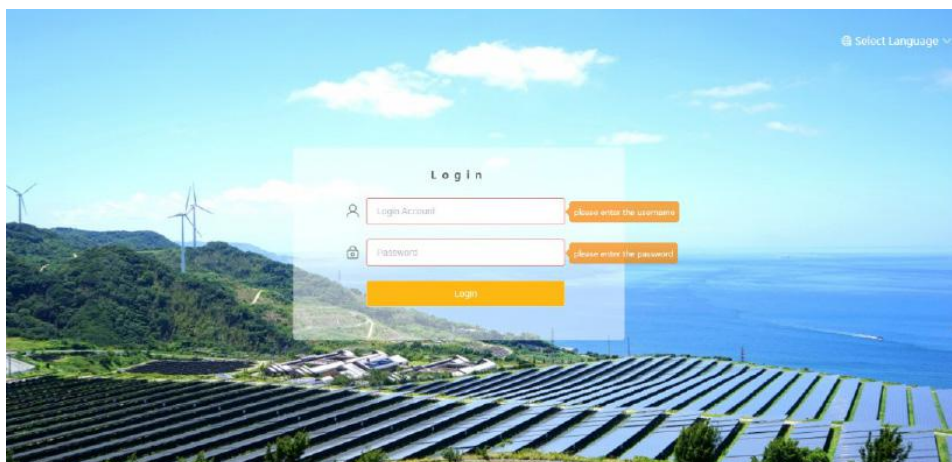 Select Language
Login
Login Account
please enter the username
Password
please enter the password
Login